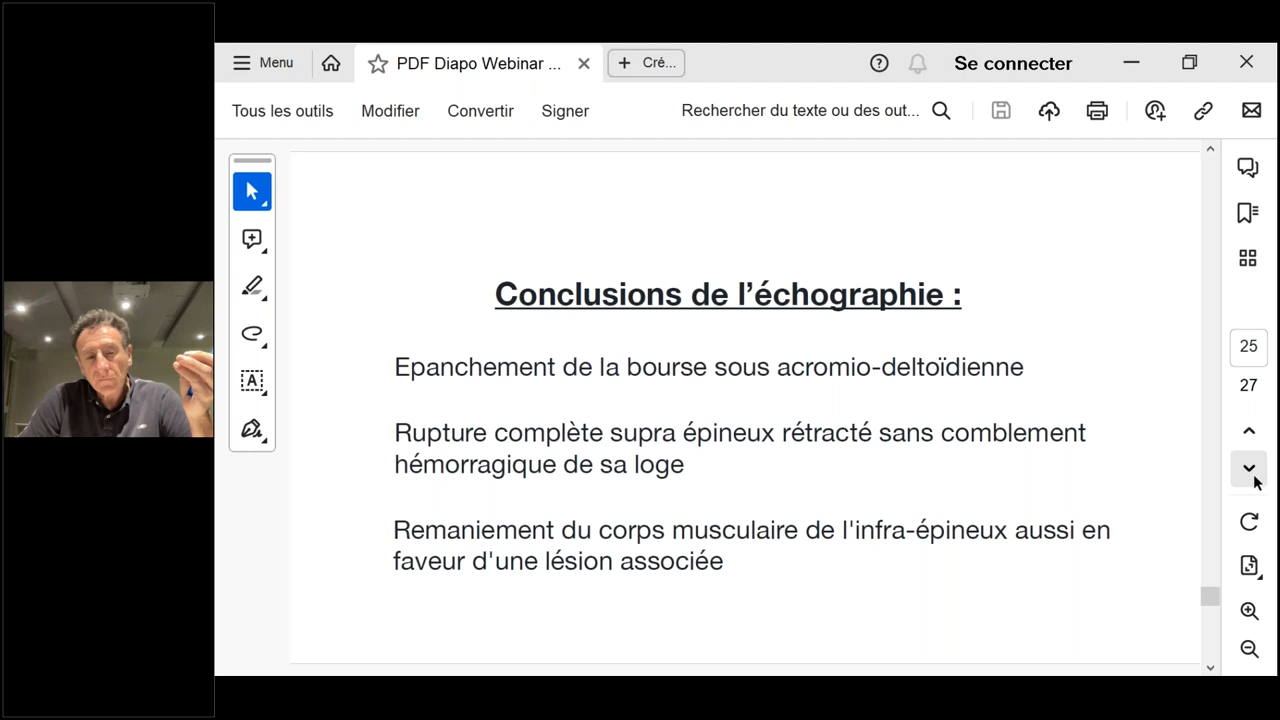 Menu
PDF Diapo Webinar ...
Cré...
Se connecter
Tous les outils
Modifier
Convertir
Signer
Rechercher du texte ou des out...
Conclusions de l’échographie :
Epanchement de la bourse sous acromio-deltoïdienne
Rupture complète supra épineux rétracté sans comblement
hémorragique de sa loge
Remaniement du corps musculaire de l'infra-épineux aussi en
faveur d'une lésion associée
25
27